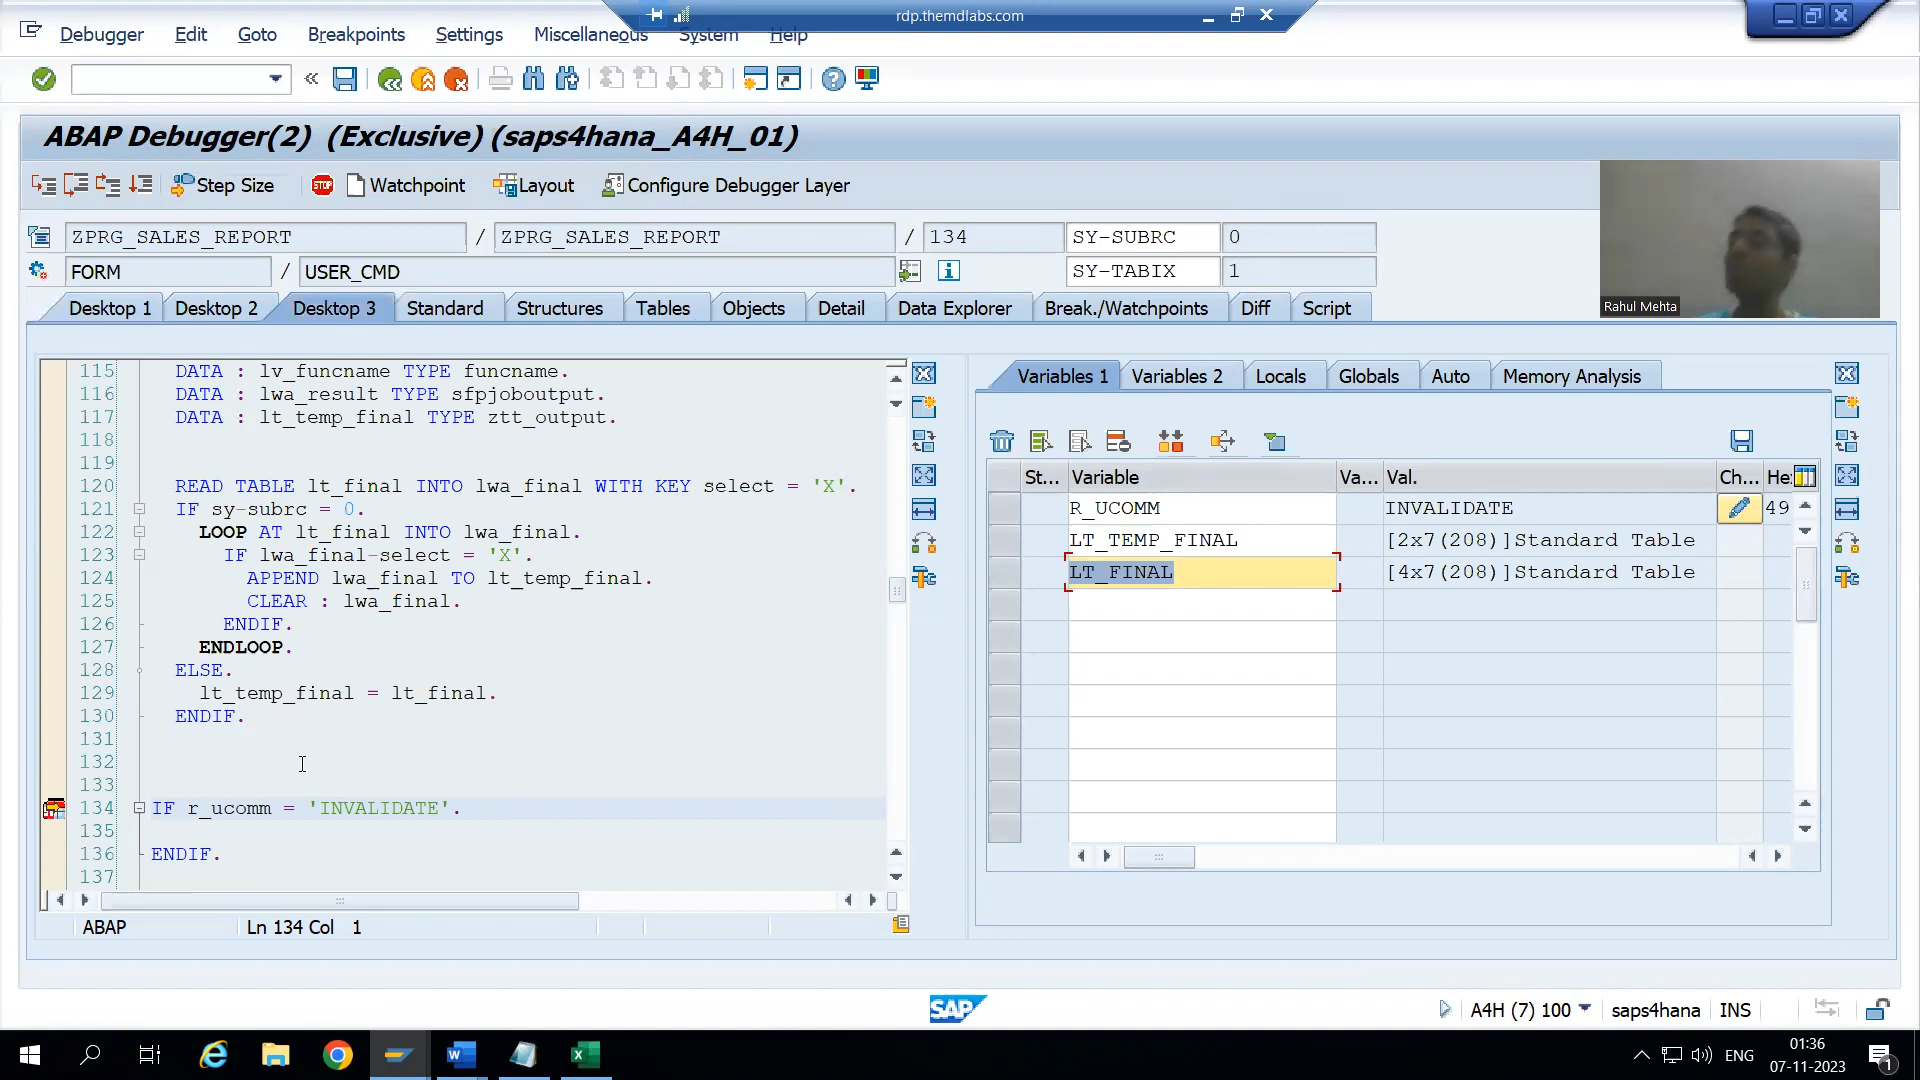 rdp.themdlabs.com
Debugger Edit Goto Breakpoints Settings Miscellaneous System Help
ABAP Debugger(2) (Exclusive) (saps4hana_A4H_01)
Step Size STOP Watchpoint Layout Configure Debugger Layer
ZPRG_SALES_REPORT / ZPRG_SALES_REPORT / 134 SY-SUBRC 0
FORM / USER_CMD SY-TABIX 1
Rahul Mehta
Desktop 1 Desktop 2 Desktop 3 Standard Structures Tables Objects Detail Data Explorer Break./Watchpoints Diff Script
115 DATA : lv_funcname TYPE funcname.
116 DATA : lwa_result TYPE sfpjoboutput.
117 DATA : lt_temp_final TYPE ztt_output.
118
119
120 READ TABLE lt_final INTO lwa_final WITH KEY select = 'X'.
121 IF sy-subrc = 0.
122 LOOP AT lt_final INTO lwa_final.
123 IF lwa_final-select = 'X'.
124 APPEND lwa_final TO lt_temp_final.
125 CLEAR : lwa_final.
126 ENDIF.
127 ENDLOOP.
128 ELSE.
129 lt_temp_final = lt_final.
130 ENDIF.
131
132
133
134 IF r_ucomm = 'INVALIDATE'.
135
136 ENDIF.
137
ABAP Ln 134 Col 1
Variables 1 Variables 2 Locals Globals Auto Memory Analysis
St... Variable Va... Val. Ch... He
R_UCOMM INVALIDATE 49
LT_TEMP_FINAL [2x7(208)]Standard Table
LT_FINAL [4x7(208)]Standard Table
SAP A4H (7) 100 saps4hana INS
ENG 01:36
07-11-2023
1